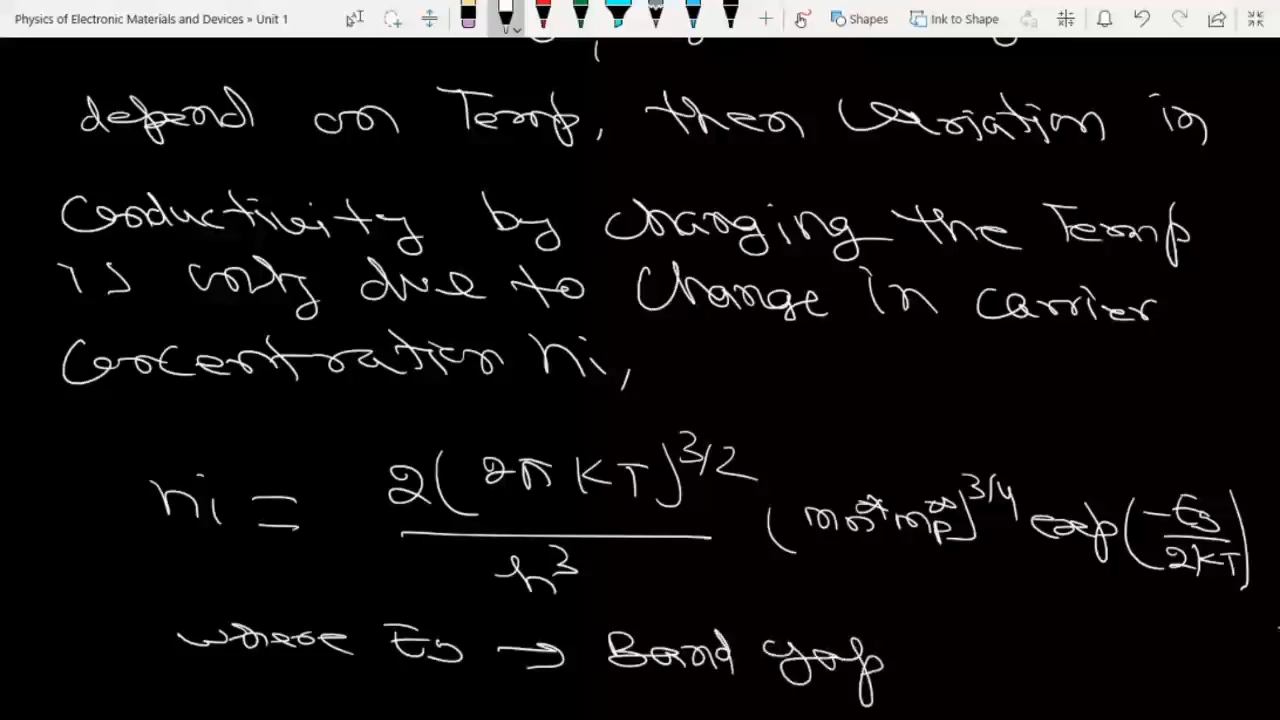 Physics of Electronic Materials and Devices » Unit 1
Shapes
Ink to Shape
depend on Temp, then variation in
conductivity by changing the Temp
is only due to change in carrier
concentration ni,
ni = 2(2π KT)^3/2 / h^3 (mn* mp*)^3/4 exp(-Eg/2KT)
where Eg → Band gap